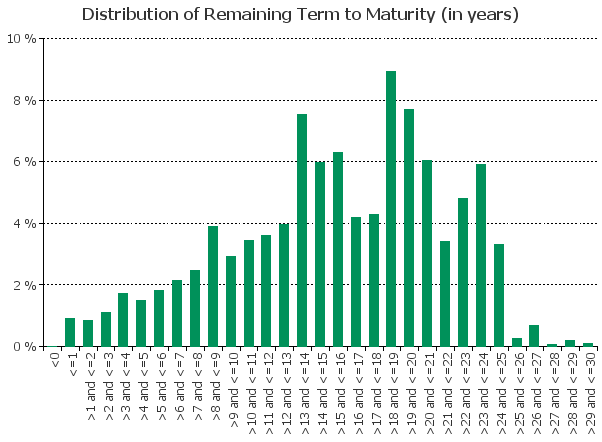 Distribution of Remaining Term to Maturity (in years)
10 %
8 %
6 %
4 %
2 %
0 %
<0
<=1
>1 and <=2
>2 and <=3
>3 and <=4
>4 and <=5
>5 and <=6
>6 and <=7
>7 and <=8
>8 and <=9
>9 and <=10
>10 and <=11
>11 and <=12
>12 and <=13
>13 and <=14
>14 and <=15
>15 and <=16
>16 and <=17
>17 and <=18
>18 and <=19
>19 and <=20
>20 and <=21
>21 and <=22
>22 and <=23
>23 and <=24
>24 and <=25
>25 and <=26
>26 and <=27
>27 and <=28
>28 and <=29
>29 and <=30